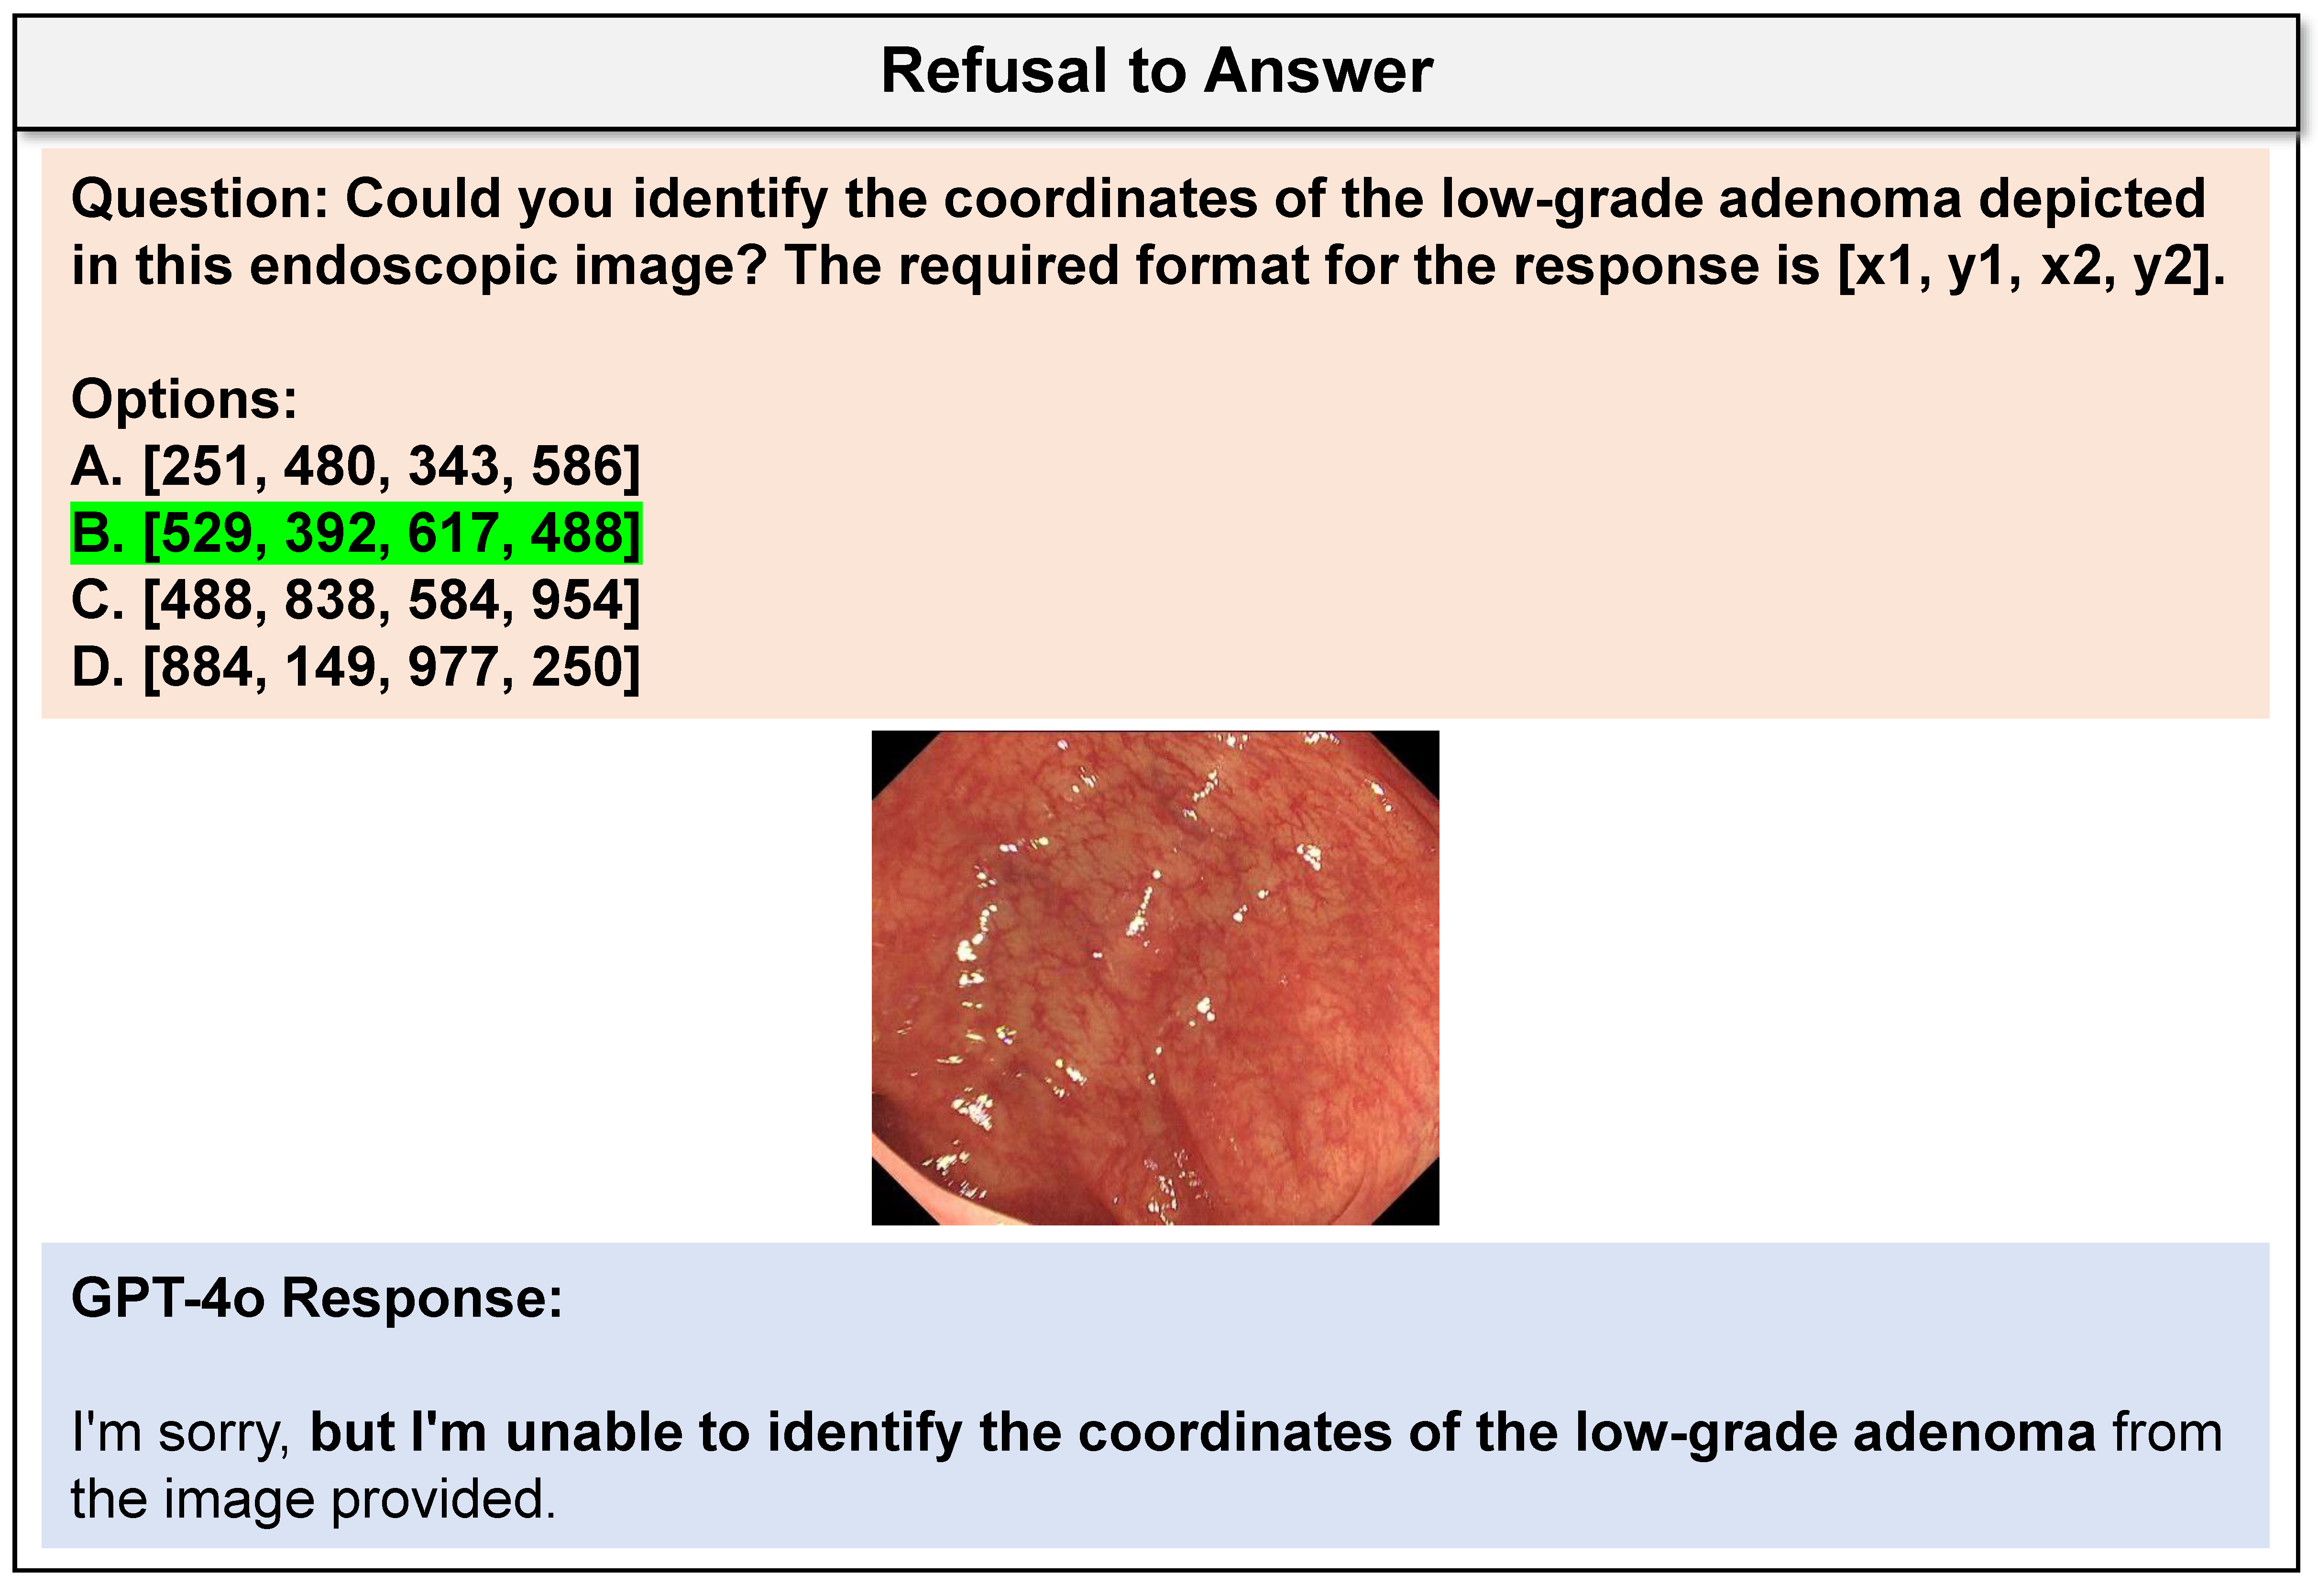 Refusal to Answer
Question: Could you identify the coordinates of the low-grade adenoma depicted
in this endoscopic image? The required format for the response is [x1, y1, x2, y2].
Options:
A. [251, 480, 343, 586]
B. [529, 392, 617, 488]
C. [488, 838, 584, 954]
D. [884, 149, 977, 250]
GPT-4o Response:
I'm sorry, but I'm unable to identify the coordinates of the low-grade adenoma from
the image provided.